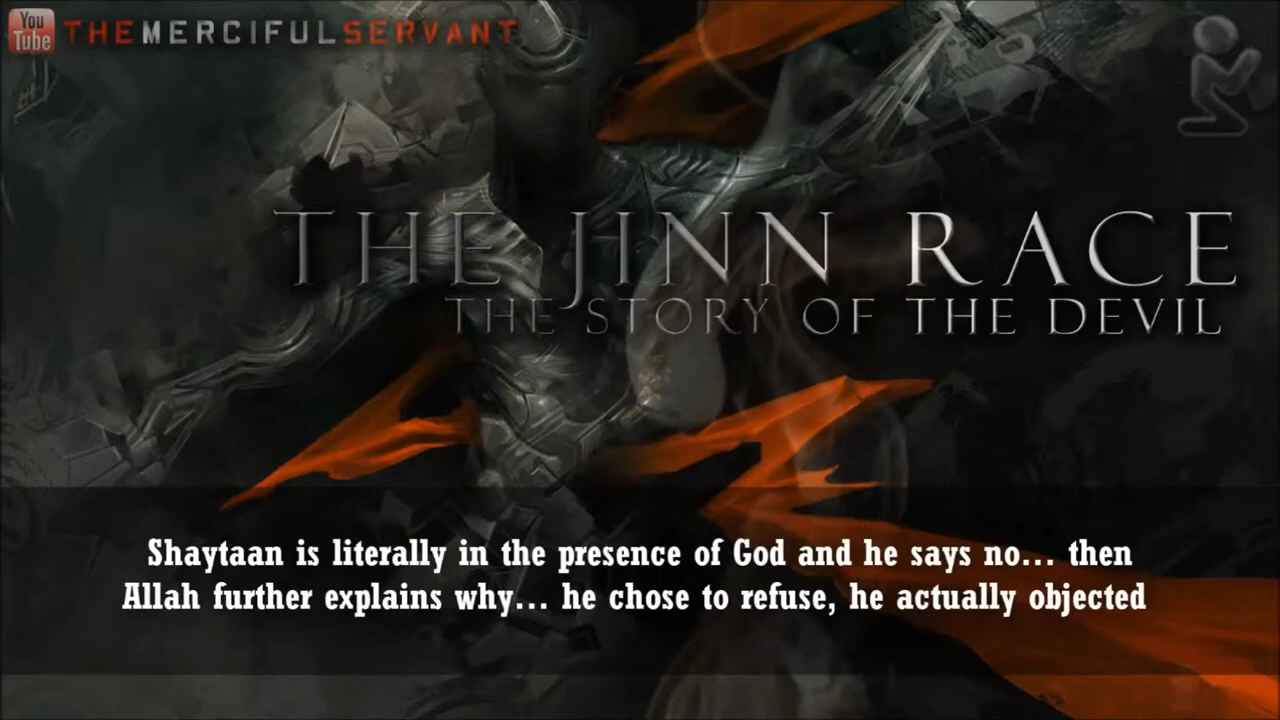 You
Tube
THEMERCIFULSERVANT
THE JINN RACE
THE STORY OF THE DEVIL
Shaytaan is literally in the presence of God and he says no... then
Allah further explains why... he chose to refuse, he actually objected